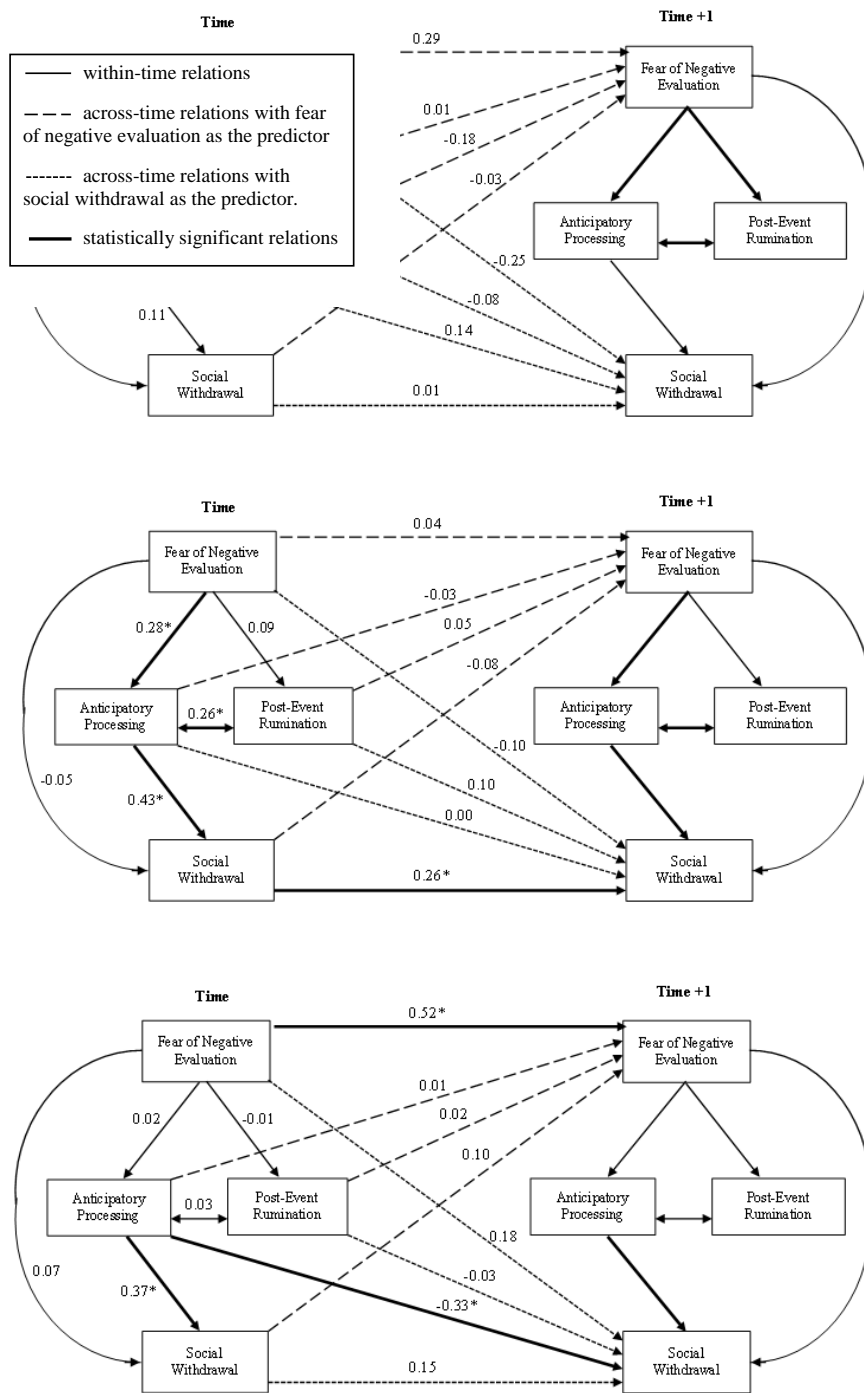 Time
Time +1
within-time relations
across-time relations with fear
of negative evaluation as the predictor
across-time relations with
social withdrawal as the predictor.
statistically significant relations
0.29
Fear of Negative
Evaluation
0.01
-0.18
-0.03
Anticipatory
Processing
Post-Event
Rumination
-0.25
-0.08
0.14
0.11
Social
Withdrawal
0.01
Social
Withdrawal
Time
Time +1
Fear of Negative
Evaluation
0.04
Fear of Negative
Evaluation
0.28*
0.09
-0.03
0.05
-0.08
Anticipatory
Processing
0.26*
Post-Event
Rumination
Anticipatory
Processing
Post-Event
Rumination
-0.05
0.43*
-0.10
0.10
0.00
Social
Withdrawal
0.26*
Social
Withdrawal
Time
Time +1
Fear of Negative
Evaluation
0.52*
Fear of Negative
Evaluation
0.02
-0.01
0.01
0.02
0.10
Anticipatory
Processing
0.03
Post-Event
Rumination
Anticipatory
Processing
Post-Event
Rumination
0.07
0.37*
0.18
-0.03
-0.33*
Social
Withdrawal
0.15
Social
Withdrawal